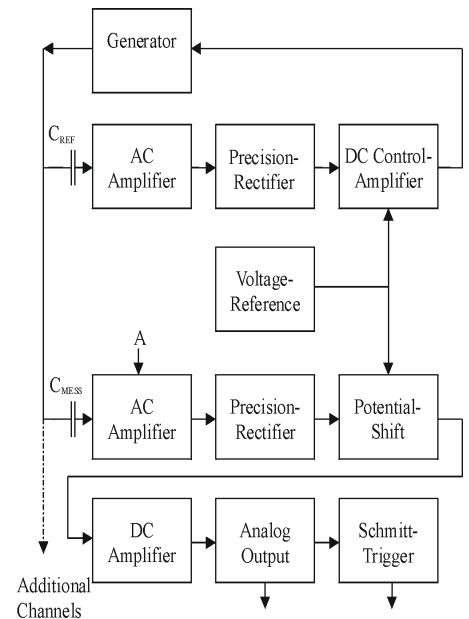 Generator
C_REF
AC
Amplifier
Precision-
Rectifier
DC Control-
Amplifier
Voltage-
Reference
A
C_MESS
AC
Amplifier
Precision-
Rectifier
Potential-
Shift
DC
Amplifier
Analog
Output
Schmitt-
Trigger
Additional
Channels